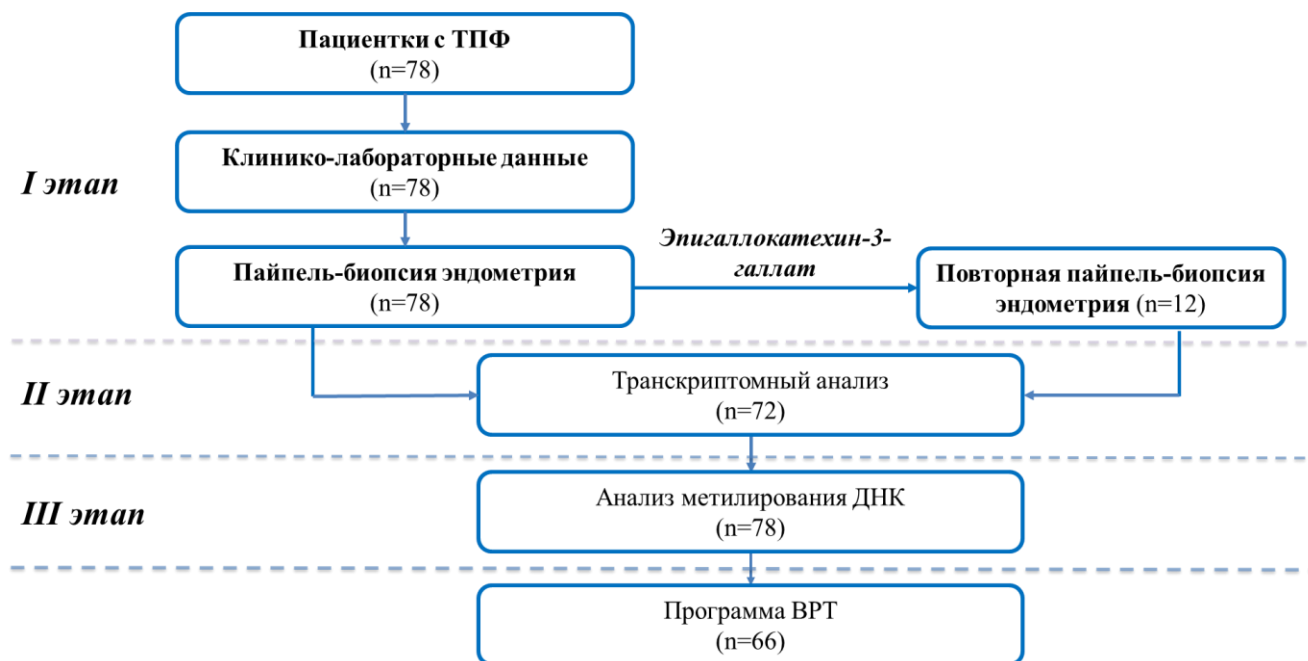 Пациентки с ТПФ
(n=78)
I этап
Клинико-лабораторные данные
(n=78)
Пайпель-биопсия эндометрия
(n=78)
Эпигаллокатехин-3-
галлат
Повторная пайпель-биопсия
эндометрия (n=12)
II этап
Транскриптомный анализ
(n=72)
III этап
Анализ метилирования ДНК
(n=78)
Программа ВРТ
(n=66)